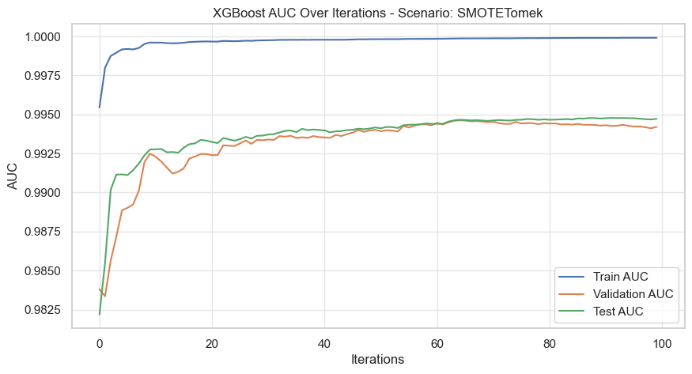 XGBoost AUC Over Iterations - Scenario: SMOTETomek
1.0000
0.9975
0.9950
0.9925
0.9900
0.9875
0.9850
0.9825
AUC
0 20 40 60 80 100
Iterations
Train AUC
Validation AUC
Test AUC